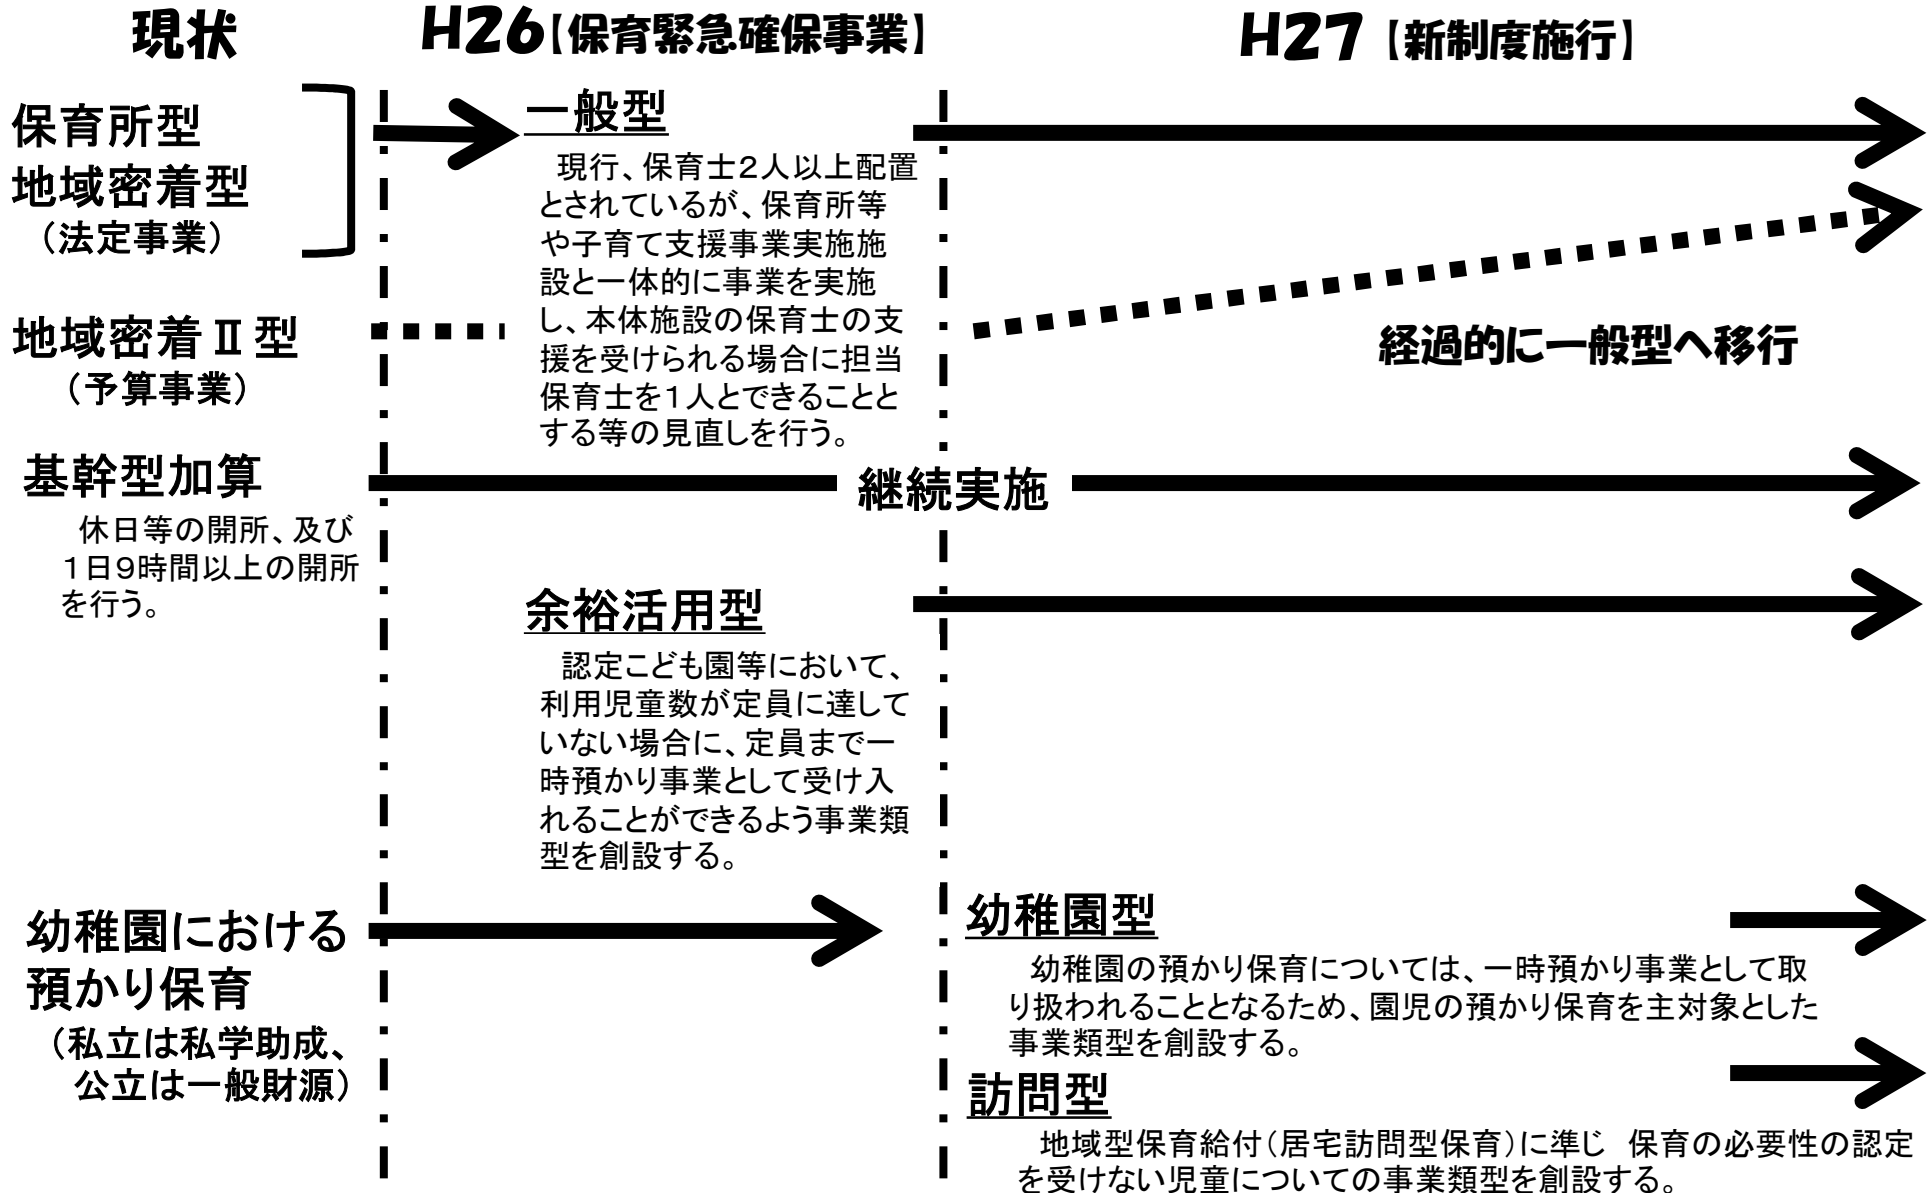 現状
H26【保育緊急確保事業】
H27【新制度施行】
保育所型
地域密着型
（法定事業）
地域密着Ⅱ型
（予算事業）
基幹型加算
休日等の開所、及び
１日９時間以上の開所
を行う。
幼稚園における
預かり保育
（私立は私学助成、
公立は一般財源）
一般型
現行、保育士２人以上配置
とされているが、保育所等
や子育て支援事業実施施
設と一体的に事業を実施
し、本体施設の保育士の支
援を受けられる場合に担当
保育士を１人とできることと
する等の見直しを行う。
経過的に一般型へ移行
継続実施
余裕活用型
認定こども園等において、
利用児童数が定員に達して
いない場合に、定員まで一
時預かり事業として受け入
れることができるよう事業類
型を創設する。
幼稚園型
幼稚園の預かり保育については、一時預かり事業として取
り扱われることとなるため、園児の預かり保育を主対象とした
事業類型を創設する。
訪問型
地域型保育給付（居宅訪問型保育）に準じ　保育の必要性の認定
を受けない児童についての事業類型を創設する。